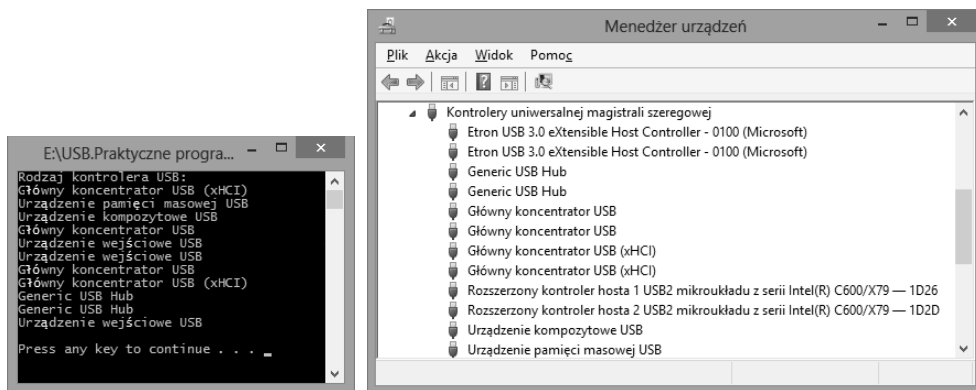 E:\USB.Praktyczne progra...
Rodzaj kontrolera USB:
Główny koncentrator USB (xHCI)
Urządzenie pamięci masowej USB
Urządzenie kompozytowe USB
Główny koncentrator USB
Urządzenie wejściowe USB
Urządzenie wejściowe USB
Główny koncentrator USB
Główny koncentrator USB (xHCI)
Generic USB Hub
Generic USB Hub
Urządzenie wejściowe USB
Press any key to continue . . .
Menedżer urządzeń
Plik Akcja Widok Pomoc
Kontrolery uniwersalnej magistrali szeregowej
Etron USB 3.0 eXtensible Host Controller - 0100 (Microsoft)
Etron USB 3.0 eXtensible Host Controller - 0100 (Microsoft)
Generic USB Hub
Generic USB Hub
Główny koncentrator USB
Główny koncentrator USB
Główny koncentrator USB (xHCI)
Główny koncentrator USB (xHCI)
Rozszerzony kontroler hosta 1 USB2 mikroukładu z serii Intel(R) C600/X79 — 1D26
Rozszerzony kontroler hosta 2 USB2 mikroukładu z serii Intel(R) C600/X79 — 1D2D
Urządzenie kompozytowe USB
Urządzenie pamięci masowej USB